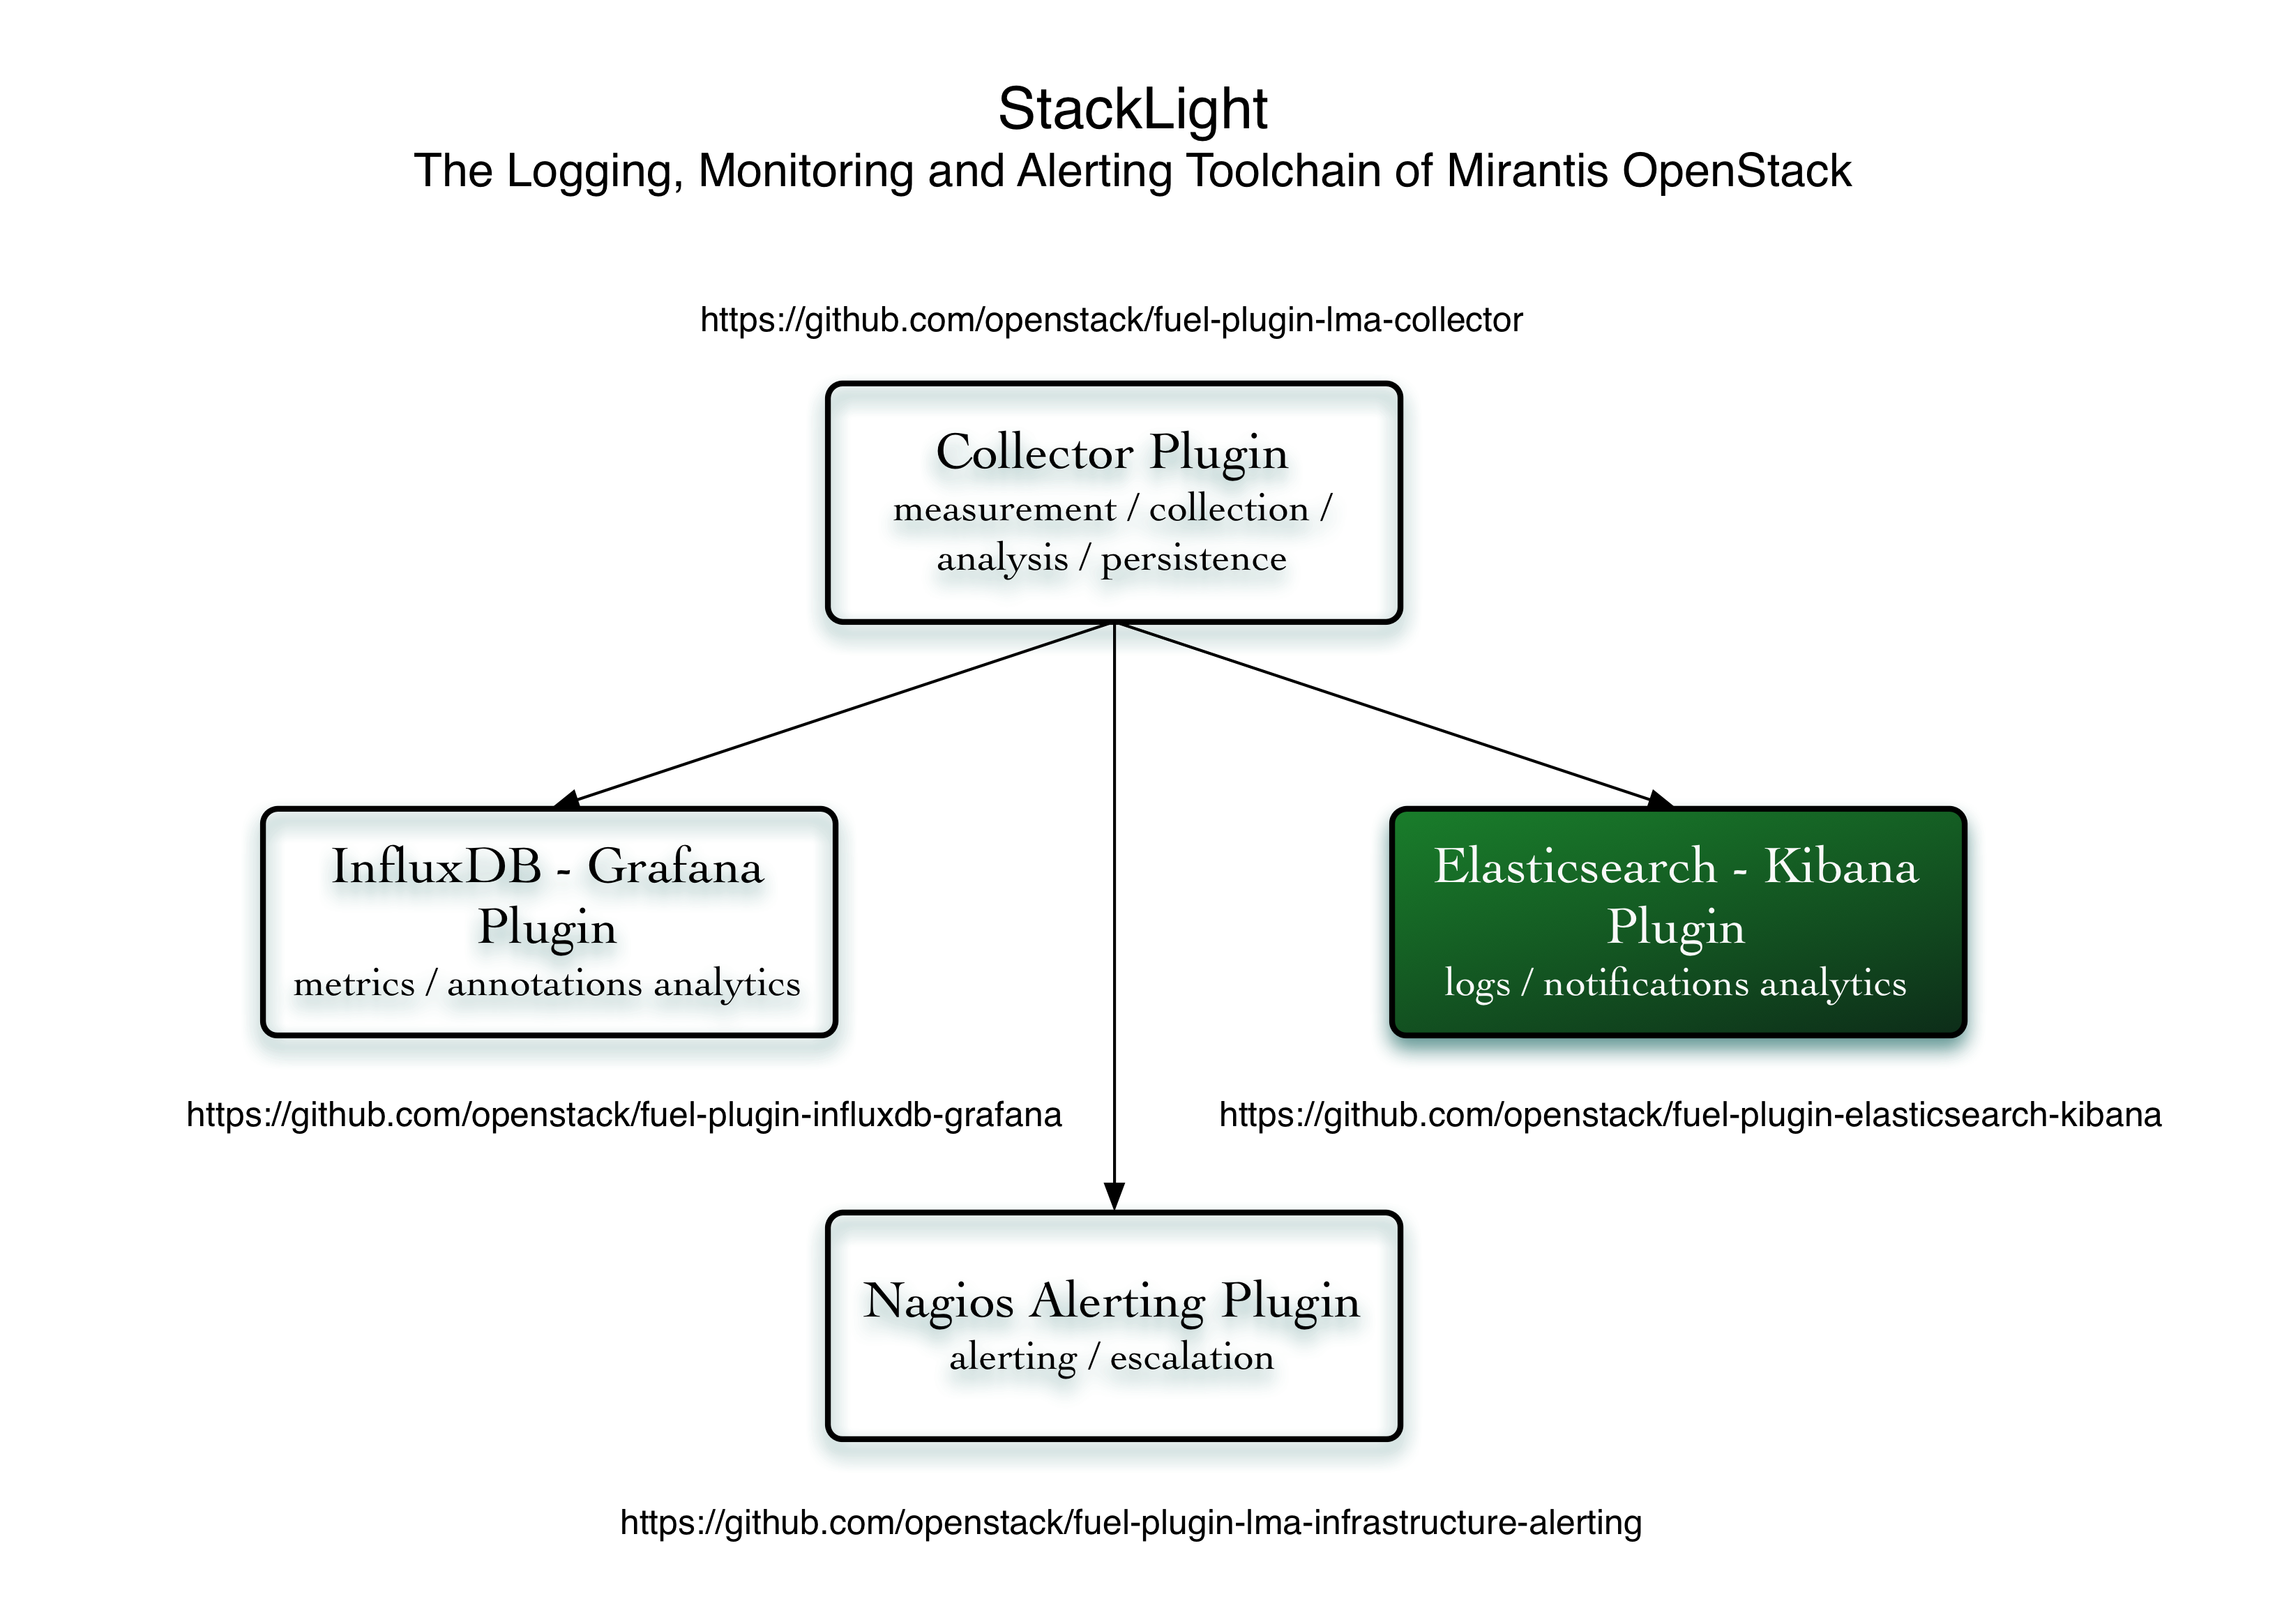 StackLight
The Logging, Monitoring and Alerting Toolchain of Mirantis OpenStack
https://github.com/openstack/fuel-plugin-lma-collector
Collector Plugin
measurement / collection /
analysis / persistence
InfluxDB - Grafana
Plugin
metrics / annotations analytics
https://github.com/openstack/fuel-plugin-influxdb-grafana
Elasticsearch - Kibana
Plugin
logs / notifications analytics
https://github.com/openstack/fuel-plugin-elasticsearch-kibana
Nagios Alerting Plugin
alerting / escalation
https://github.com/openstack/fuel-plugin-lma-infrastructure-alerting